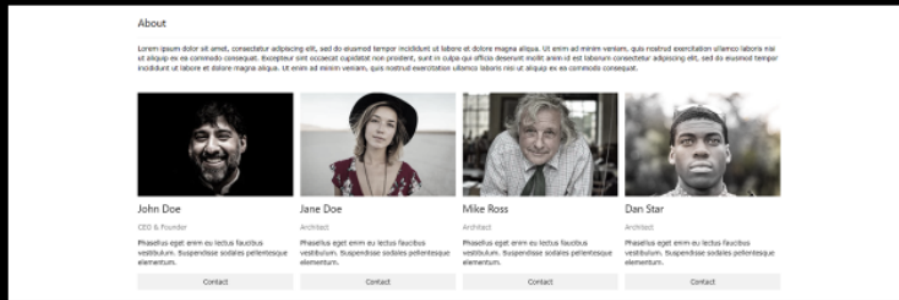 About
Lorem ipsum dolor sit amet, consectetur adipiscing elit, sed do eiusmod tempor incididunt ut labore et dolore magna aliqua. Ut enim ad minim veniam, quis nostrud exercitation ullamco laboris nisi
ut aliquip ex ea commodo consequat. Excepteur sint occaecat cupidatat non proident, sunt in culpa qui officia deserunt mollit anim id est laborum consectetur adipiscing elit, sed do eiusmod tempor
incididunt ut labore et dolore magna aliqua. Ut enim ad minim veniam, quis nostrud exercitation ullamco laboris nisi ut aliquip ex ea commodo consequat.
John Doe
CEO & Founder
Phasellus eget enim eu lectus faucibus
vestibulum. Suspendisse sodales pellentesque
elementum.
Contact
Jane Doe
Architect
Phasellus eget enim eu lectus faucibus
vestibulum. Suspendisse sodales pellentesque
elementum.
Contact
Mike Ross
Architect
Phasellus eget enim eu lectus faucibus
vestibulum. Suspendisse sodales pellentesque
elementum.
Contact
Dan Star
Architect
Phasellus eget enim eu lectus faucibus
vestibulum. Suspendisse sodales pellentesque
elementum.
Contact